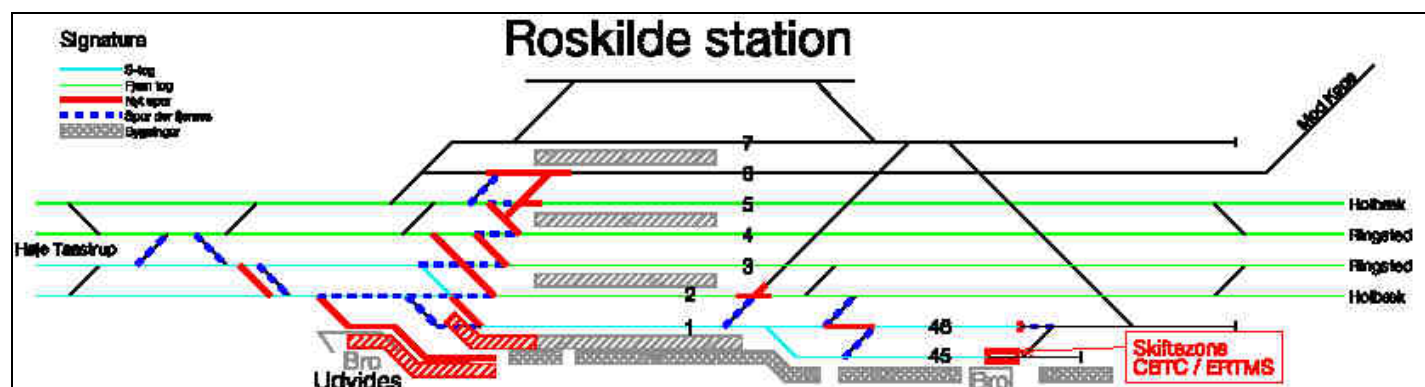 Roskilde station
Signature
S-tog
Fjern tog
Nyt spor
Spor der fjernes
Bygninger
Mod Køge
7
6
5
Holbæk
4
Ringsted
Høje Taastrup
3
Ringsted
2
Holbæk
1
46
45
Bro
Udvides
Bro
Skiftezone
CBTC / ERTMS